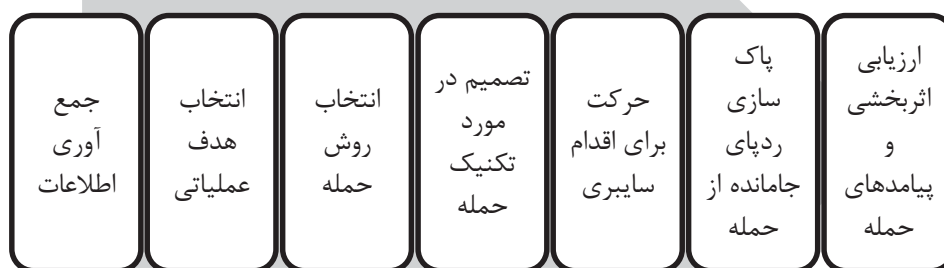 جمع
آوری
اطلاعات
انتخاب
هدف
عملیاتی
انتخاب
روش
حمله
تصمیم در
مورد
تکنیک
حمله
حرکت
برای اقدام
سایبری
پاک
سازی
ردپای
جامانده از
حمله
ارزیابی
اثربخشی
و
پیامدهای
حمله